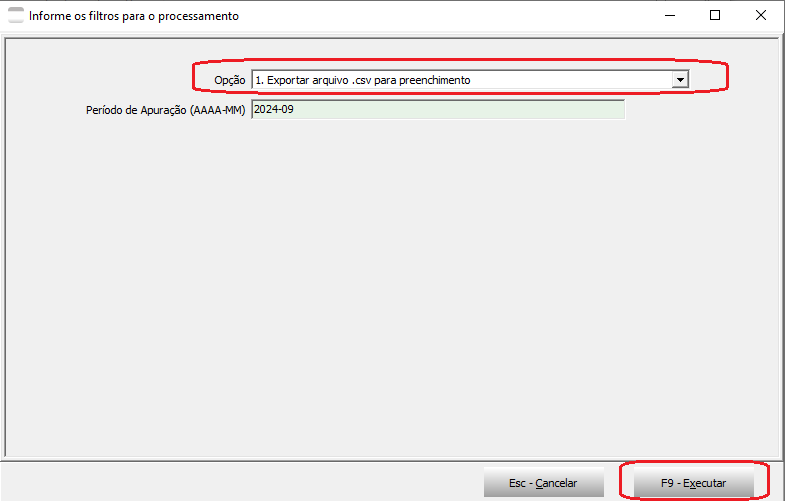 Informe os filtros para o processamento
Opção 1. Exportar arquivo .csv para preenchimento
Período de Apuração (AAAA-MM) 2024-09
Esc - Cancelar F9 - Executar